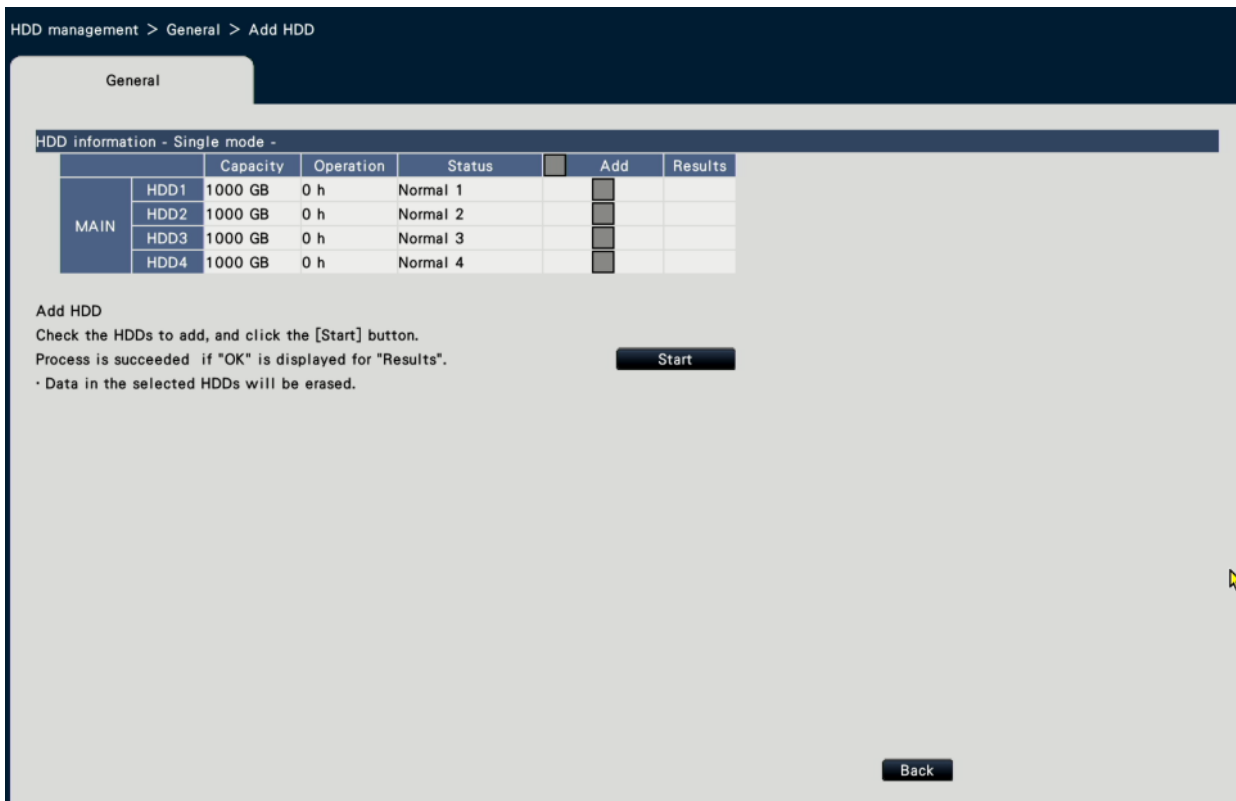 HDD management > General > Add HDD
General
HDD information - Single mode -
Capacity Operation Status Add Results
MAIN
HDD1 1000 GB 0 h Normal 1
HDD2 1000 GB 0 h Normal 2
HDD3 1000 GB 0 h Normal 3
HDD4 1000 GB 0 h Normal 4
Add HDD
Check the HDDs to add, and click the [Start] button.
Process is succeeded if "OK" is displayed for "Results".
Start
· Data in the selected HDDs will be erased.
Back